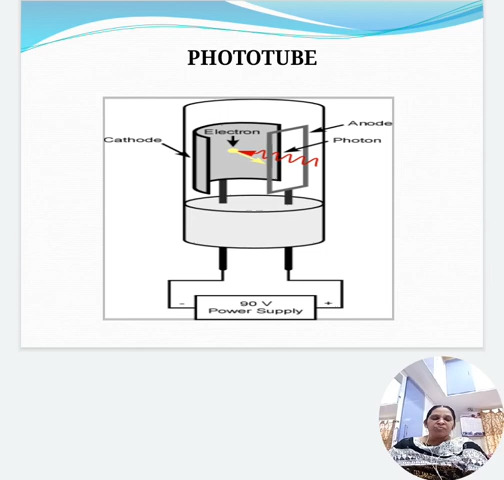 PHOTOTUBE
Electron
Anode
Cathode
Photon
-
+
90 V
Power Supply